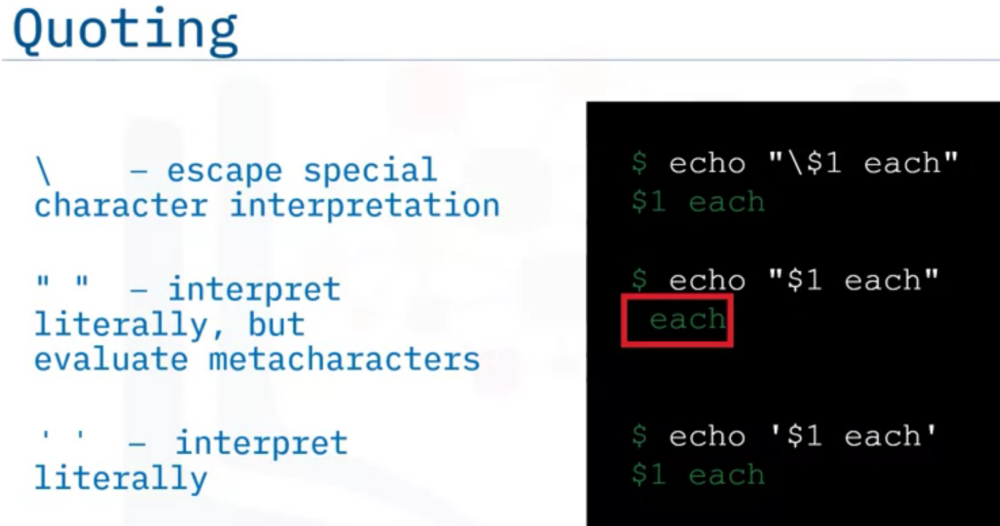 Quoting
\ – escape special
character interpretation
" " – interpret
literally, but
evaluate metacharacters
' ' – interpret
literally
$ echo "\$1 each"
$1 each
$ echo "$1 each"
each
$ echo '$1 each'
$1 each